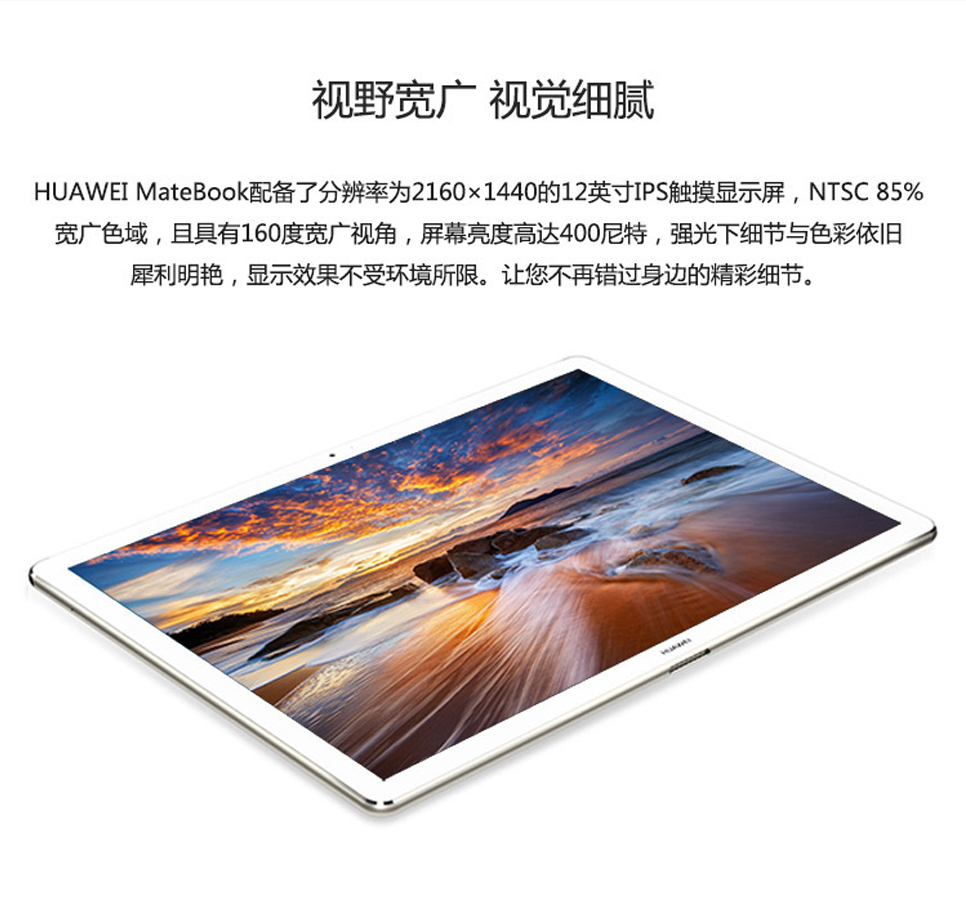 视野宽广 视觉细腻
HUAWEI MateBook配备了分辨率为2160×1440的12英寸IPS触摸显示屏，NTSC 85%
宽广色域，且具有160度宽广视角，屏幕亮度高达400尼特，强光下细节与色彩依旧
犀利明艳，显示效果不受环境所限。让您不再错过身边的精彩细节。
HUAWEI